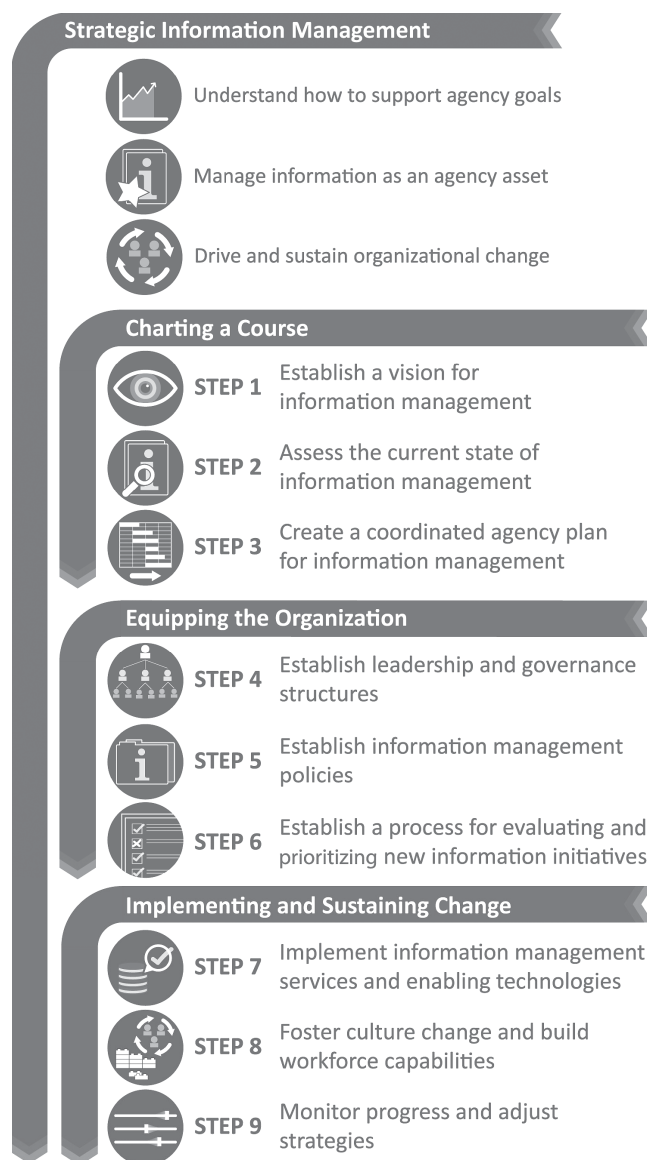 Strategic Information Management
Understand how to support agency goals
Manage information as an agency asset
Drive and sustain organizational change
Charting a Course
STEP 1
Establish a vision for
information management
STEP 2
Assess the current state of
information management
STEP 3
Create a coordinated agency plan
for information management
Equipping the Organization
STEP 4
Establish leadership and governance
structures
STEP 5
Establish information management
policies
STEP 6
Establish a process for evaluating and
prioritizing new information initiatives
Implementing and Sustaining Change
STEP 7
Implement information management
services and enabling technologies
STEP 8
Foster culture change and build
workforce capabilities
STEP 9
Monitor progress and adjust
strategies